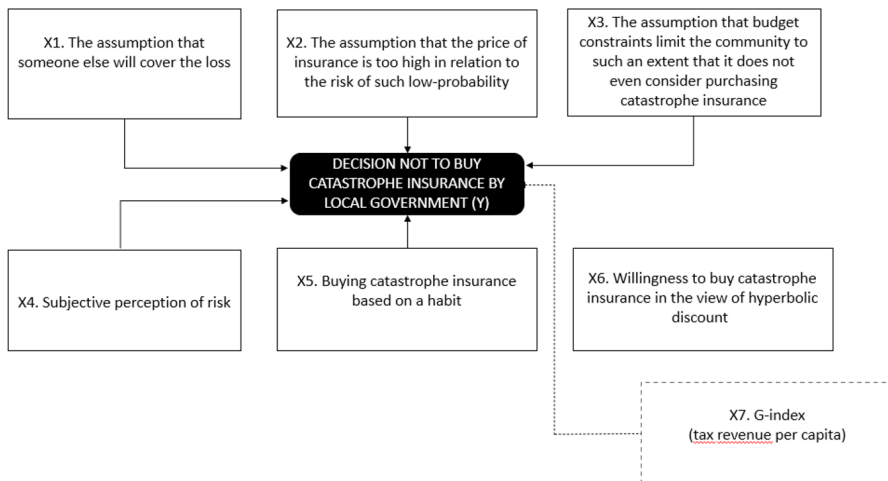 X1. The assumption that
someone else will cover the loss
X2. The assumption that the price of
insurance is too high in relation to
the risk of such low-probability
X3. The assumption that budget
constraints limit the community to
such an extent that it does not
even consider purchasing
catastrophe insurance
DECISION NOT TO BUY
CATASTROPHE INSURANCE BY
LOCAL GOVERNMENT (Y)
X4. Subjective perception of risk
X5. Buying catastrophe insurance
based on a habit
X6. Willingness to buy catastrophe
insurance in the view of hyperbolic
discount
X7. G-index
(tax revenue per capita)